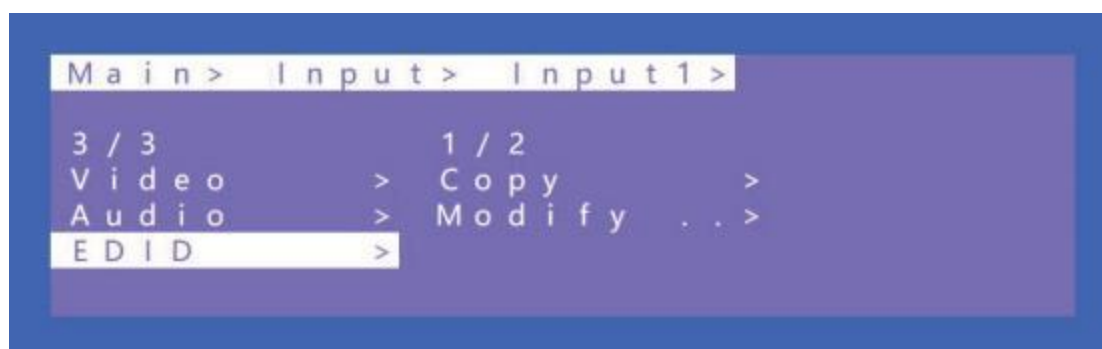 Main> Input> Input1>
3/3 1/2
Video > Copy >
Audio > Modify ..>
EDID >